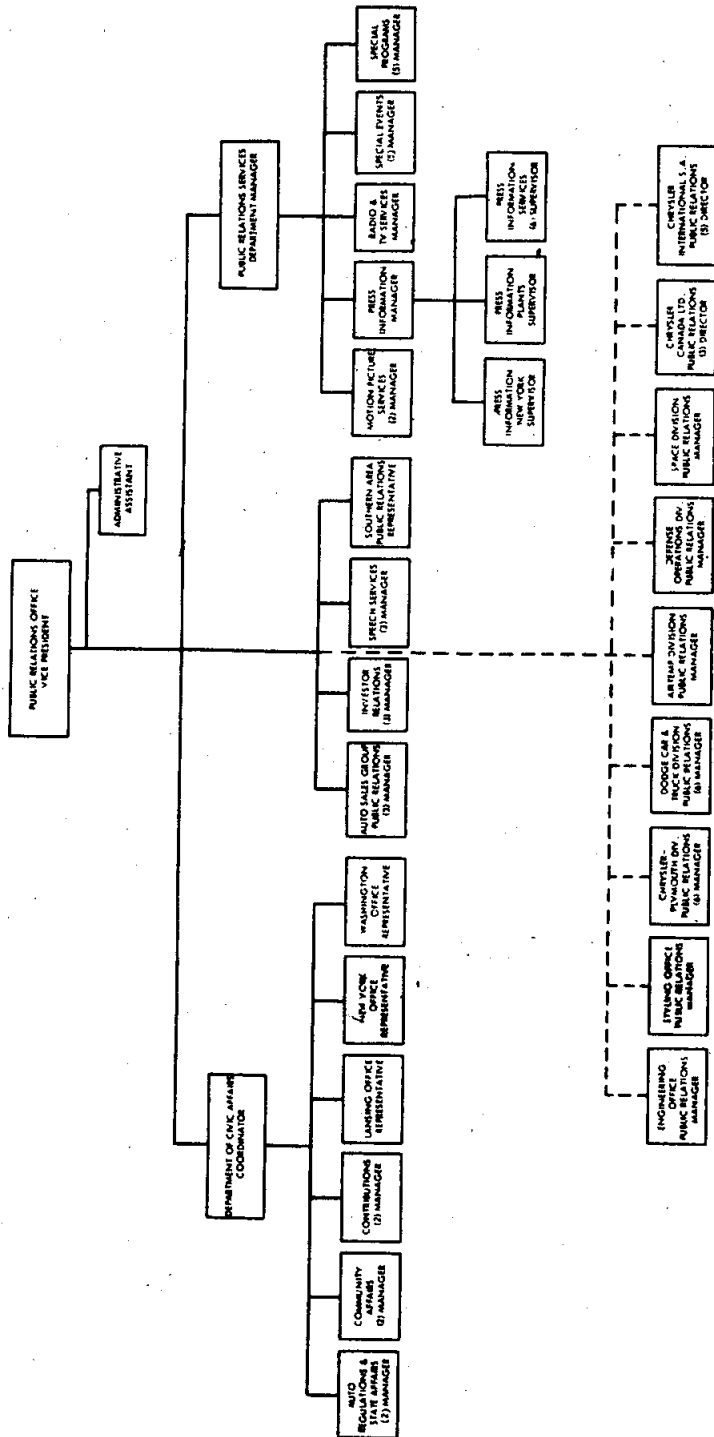 PUBLIC RELATIONS OFFICE
VICE PRESIDENT
ADMINISTRATIVE
ASSISTANT
DEPARTMENT OF CIVIC AFFAIRS
COORDINATOR
PUBLIC RELATIONS SERVICES
DEPARTMENT MANAGER
AUTO
REGULATIONS &
STATE AFFAIRS
(2) MANAGER
COMMUNITY
AFFAIRS
(2) MANAGER
CONTRIBUTIONS
(2) MANAGER
LANSING OFFICE
REPRESENTATIVE
NEW YORK
OFFICE
REPRESENTATIVE
WASHINGTON
OFFICE
REPRESENTATIVE
AUTO SALES GROUP
PUBLIC RELATIONS
(3) MANAGER
INVESTOR
RELATIONS
(3) MANAGER
SPEECH SERVICES
(3) MANAGER
SOUTHERN AREA
PUBLIC RELATIONS
REPRESENTATIVE
MOTION PICTURE
SERVICES
(2) MANAGER
PRESS
INFORMATION
MANAGER
RADIO &
TV SERVICES
MANAGER
SPECIAL EVENTS
MANAGER
SPECIAL
PROGRAMS
(5) MANAGER
PRESS
INFORMATION
NEW YORK
SUPERVISOR
PRESS
INFORMATION
PLANTS
SUPERVISOR
PRESS
INFORMATION
SERVICES
SUPERVISOR
ENGINEERING
OFFICE
PUBLIC RELATIONS
MANAGER
STYLING OFFICE
PUBLIC RELATIONS
MANAGER
CHRYSLER-
PLYMOUTH DIV.
PUBLIC RELATIONS
(6) MANAGER
DODGE CAR &
TRUCK DIVISION
PUBLIC RELATIONS
(6) MANAGER
AIRTEMP DIVISION
PUBLIC RELATIONS
MANAGER
DEFENSE
OPERATIONS DIV.
PUBLIC RELATIONS
MANAGER
SPACE DIVISION
PUBLIC RELATIONS
MANAGER
CHRYSLER
CANADA LTD.
PUBLIC RELATIONS
(3) DIRECTOR
CHRYSLER
INTERNATIONAL S.A.
PUBLIC RELATIONS
(5) DIRECTOR